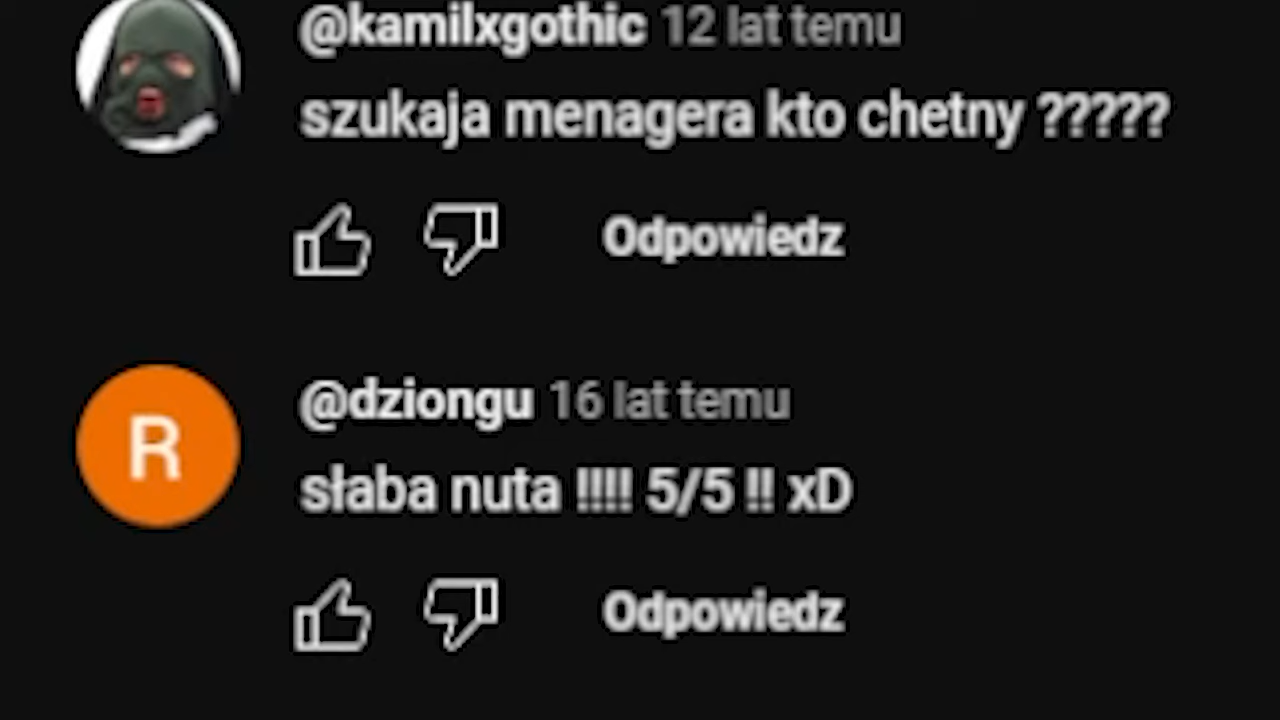 @kamilxgothic 12 lat temu
szukaja menagera kto chetny ?????
Odpowiedz
R
@dziongu 16 lat temu
słaba nuta !!!! 5/5 !! xD
Odpowiedz